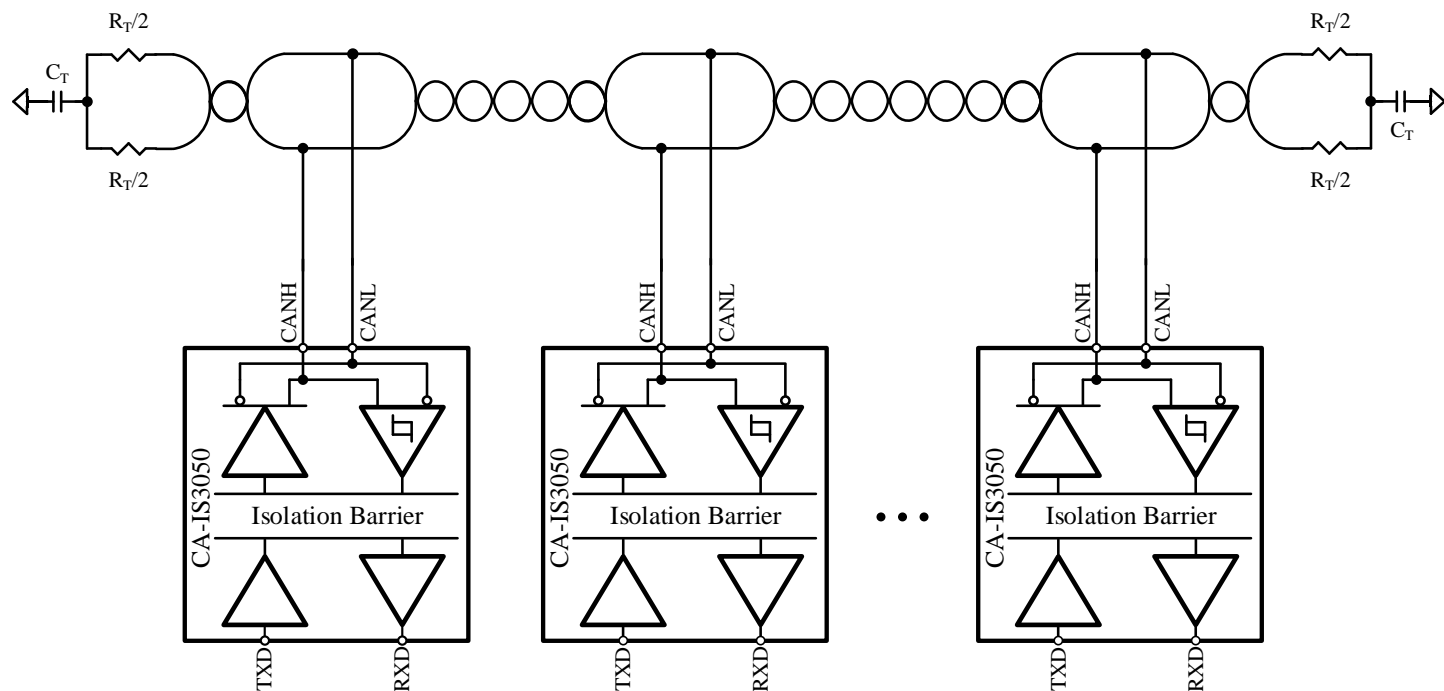 R_T/2
R_T/2
C_T
C_T
R_T/2
R_T/2
CANH
CANL
CANH
CANL
CANH
CANL
CA-IS3050
Isolation Barrier
CA-IS3050
Isolation Barrier
CA-IS3050
Isolation Barrier
TXD
RXD
TXD
RXD
TXD
RXD